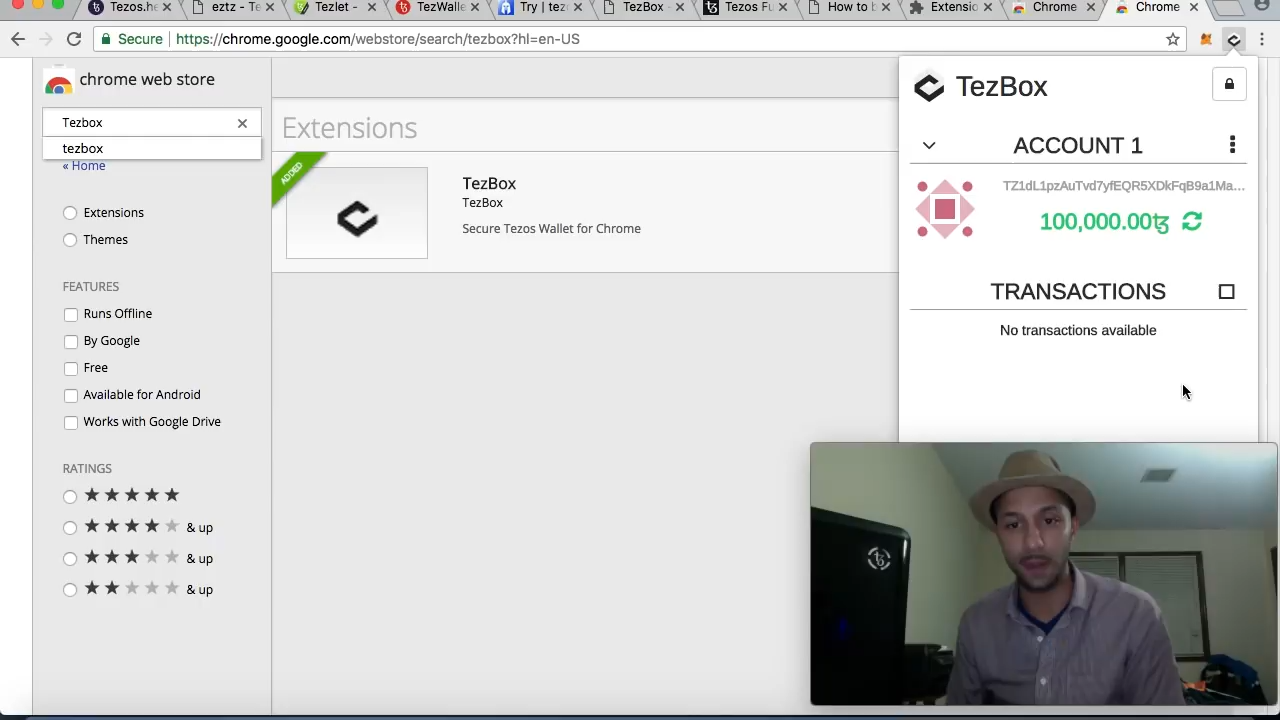 Tezos.he
eztz - Te
Tezlet -
TezWalle
Try | tez
TezBox -
Tezos Fu
How to b
Extensio
Chrome
Chrome
Secure
https://chrome.google.com/webstore/search/tezbox?hl=en-US
chrome web store
Tezbox
tezbox
« Home
Extensions
Themes
FEATURES
Runs Offline
By Google
Free
Available for Android
Works with Google Drive
RATINGS
& up
& up
& up
Extensions
ADDED
TezBox
TezBox
Secure Tezos Wallet for Chrome
TezBox
ACCOUNT 1
TZ1dL1pzAuTvd7yfEQR5XDkFqB9a1Ma...
100,000.00ꜩ
TRANSACTIONS
No transactions available